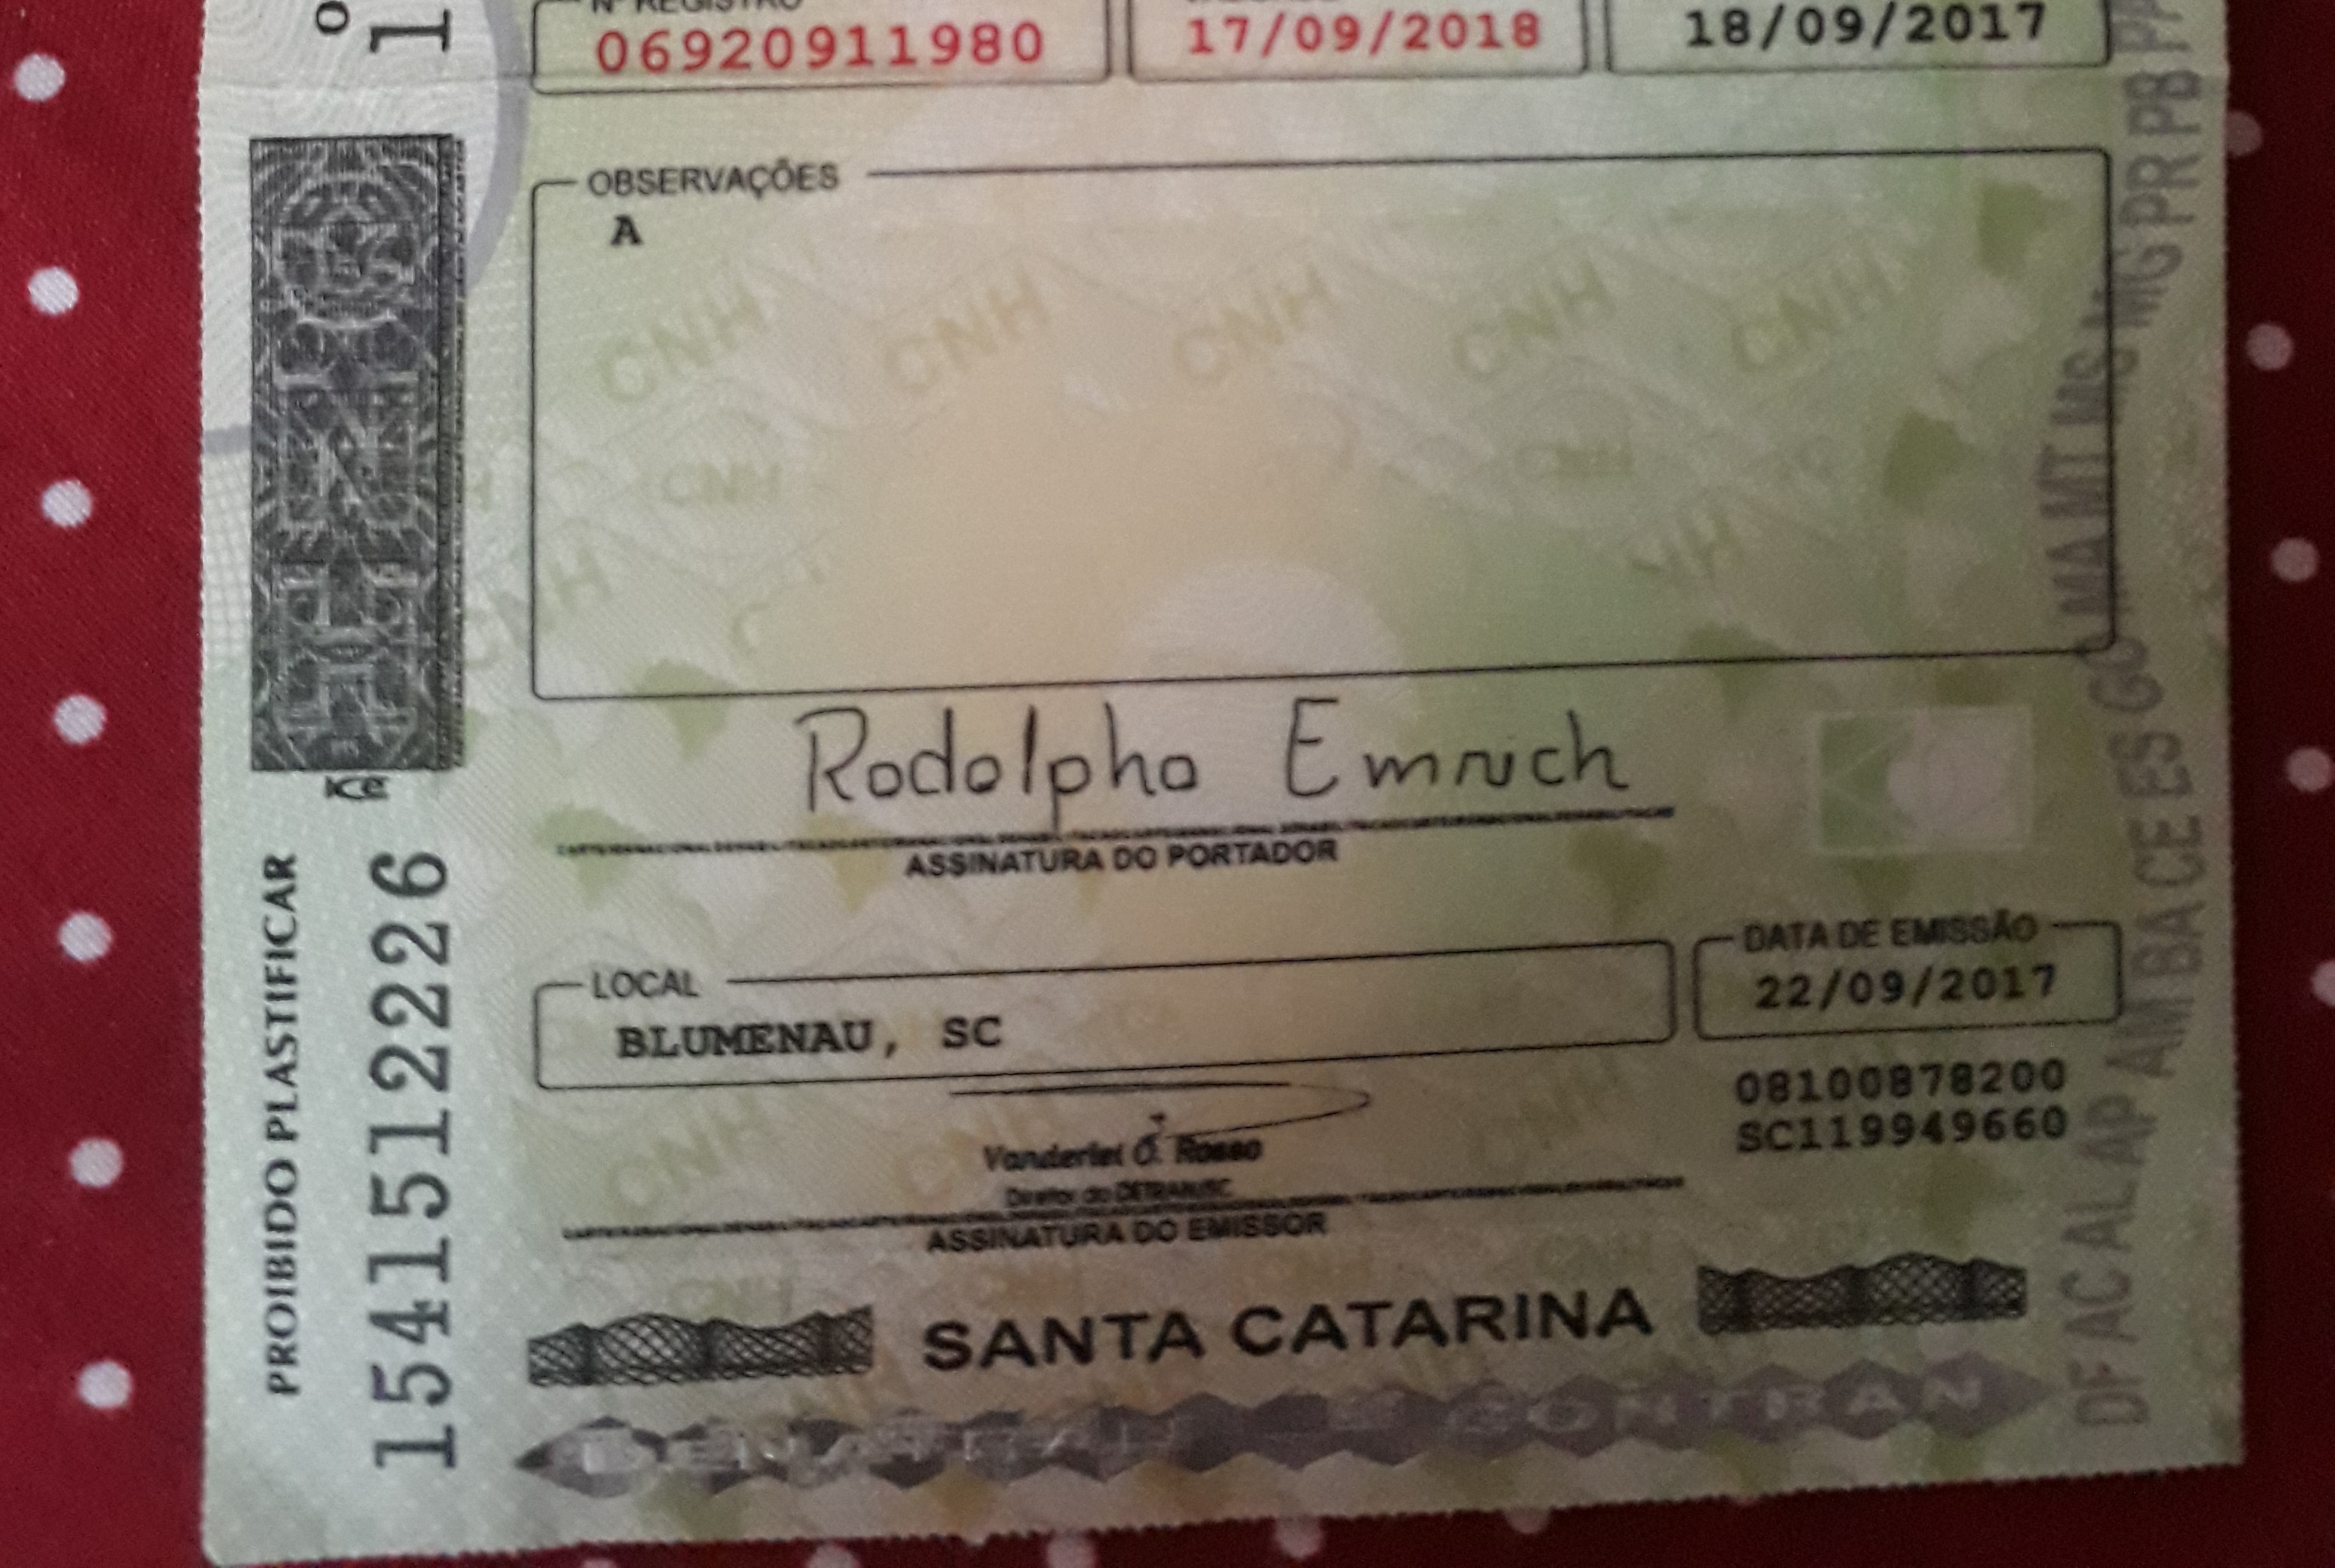 Nº REGISTRO
06920911980
17/09/2018
18/09/2017
OBSERVAÇÕES
A
CNH CNH CNH CNH CNH
Rodolpho Emrich
ASSINATURA DO PORTADOR
LOCAL
BLUMENAU, SC
DATA DE EMISSÃO
22/09/2017
08100878200
SC119949660
Vanderlei O. Rosso
Diretor do DETRAN/SC
ASSINATURA DO EMISSOR
SANTA CATARINA
DENATRAN CONTRAN
PROIBIDO PLASTIFICAR
1541512226
DF AC AL AP AM BA CE ES GO MA MT MS MG PR PB PA